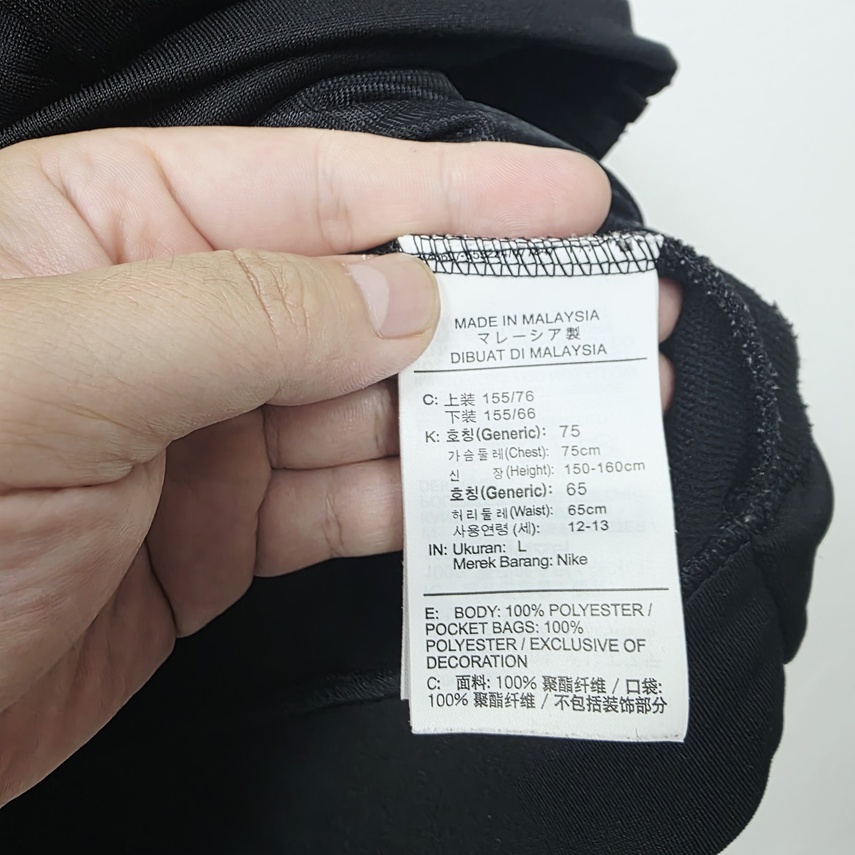 MADE IN MALAYSIA
マレーシア製
DIBUAT DI MALAYSIA
C: 上装 155/76
下装 155/66
K: 호칭(Generic): 75
가슴둘레(Chest): 75cm
신 장(Height): 150-160cm
호칭(Generic): 65
허리둘레(Waist): 65cm
사용연령(세): 12-13
IN: Ukuran: L
Merek Barang: Nike
E: BODY: 100% POLYESTER /
POCKET BAGS: 100%
POLYESTER / EXCLUSIVE OF
DECORATION
C: 面料: 100% 聚酯纤维 / 口袋:
100% 聚酯纤维 / 不包括装饰部分